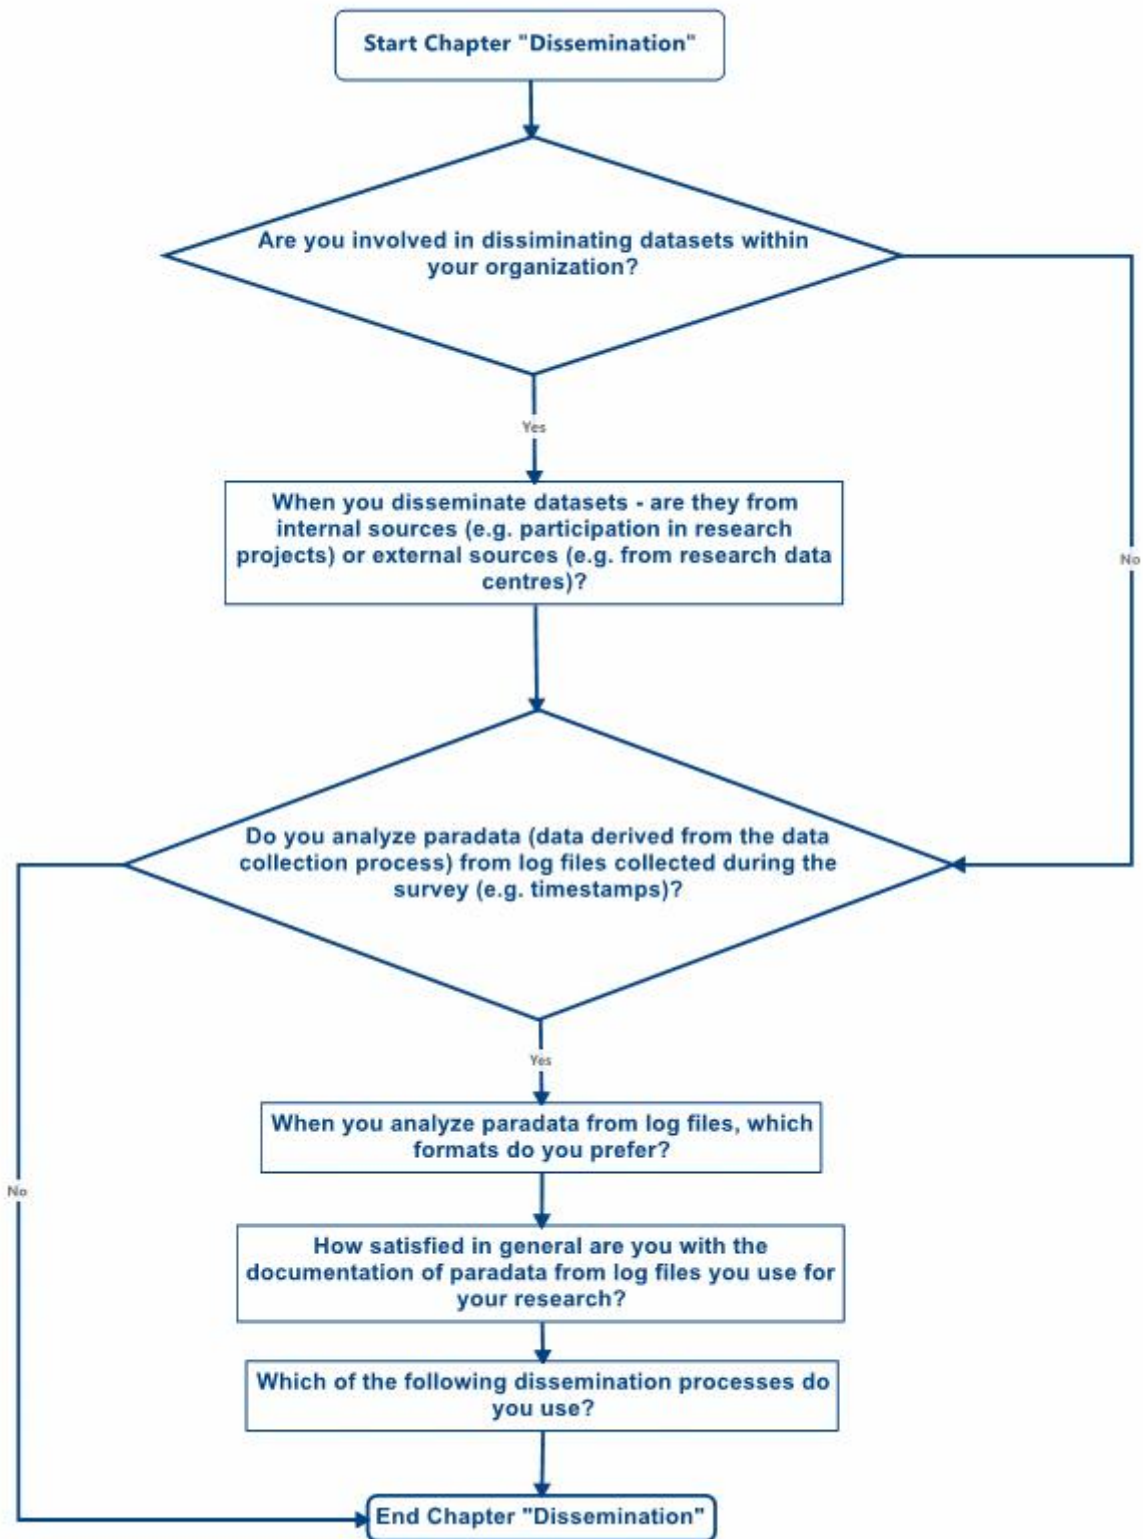 Start Chapter "Dissemination"
Are you involved in dissiminating datasets within
your organization?
Yes
When you disseminate datasets - are they from
internal sources (e.g. participation in research
projects) or external sources (e.g. from research data
centres)?
No
Do you analyze paradata (data derived from the data
collection process) from log files collected during the
survey (e.g. timestamps)?
Yes
When you analyze paradata from log files, which
formats do you prefer?
No
How satisfied in general are you with the
documentation of paradata from log files you use for
your research?
Which of the following dissemination processes do
you use?
End Chapter "Dissemination"